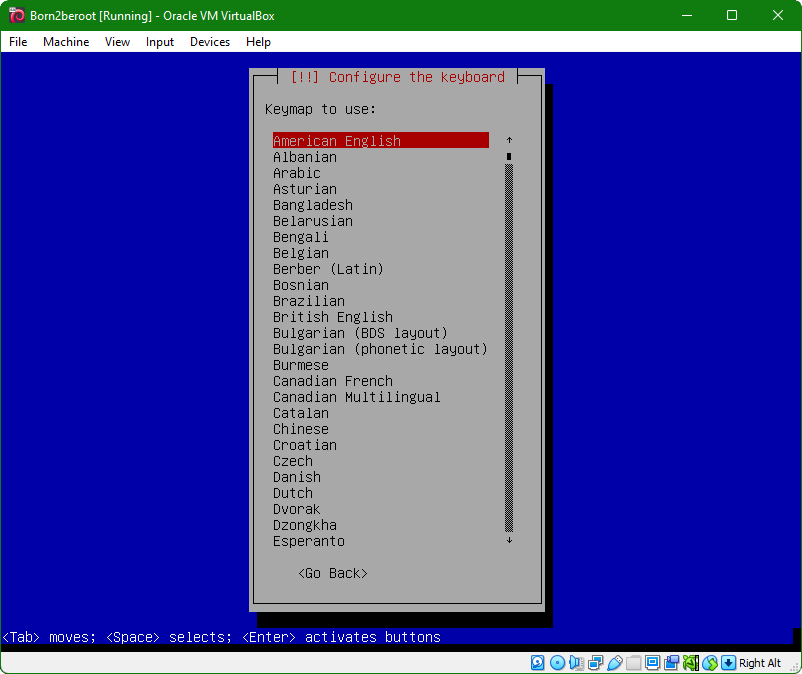 Born2beroot [Running] - Oracle VM VirtualBox
File Machine View Input Devices Help
[!!] Configure the keyboard
Keymap to use:
American English
Albanian
Arabic
Asturian
Bangladesh
Belarusian
Bengali
Belgian
Berber (Latin)
Bosnian
Brazilian
British English
Bulgarian (BDS layout)
Bulgarian (phonetic layout)
Burmese
Canadian French
Canadian Multilingual
Catalan
Chinese
Croatian
Czech
Danish
Dutch
Dvorak
Dzongkha
Esperanto
<Go Back>
<Tab> moves; <Space> selects; <Enter> activates buttons
Right Alt